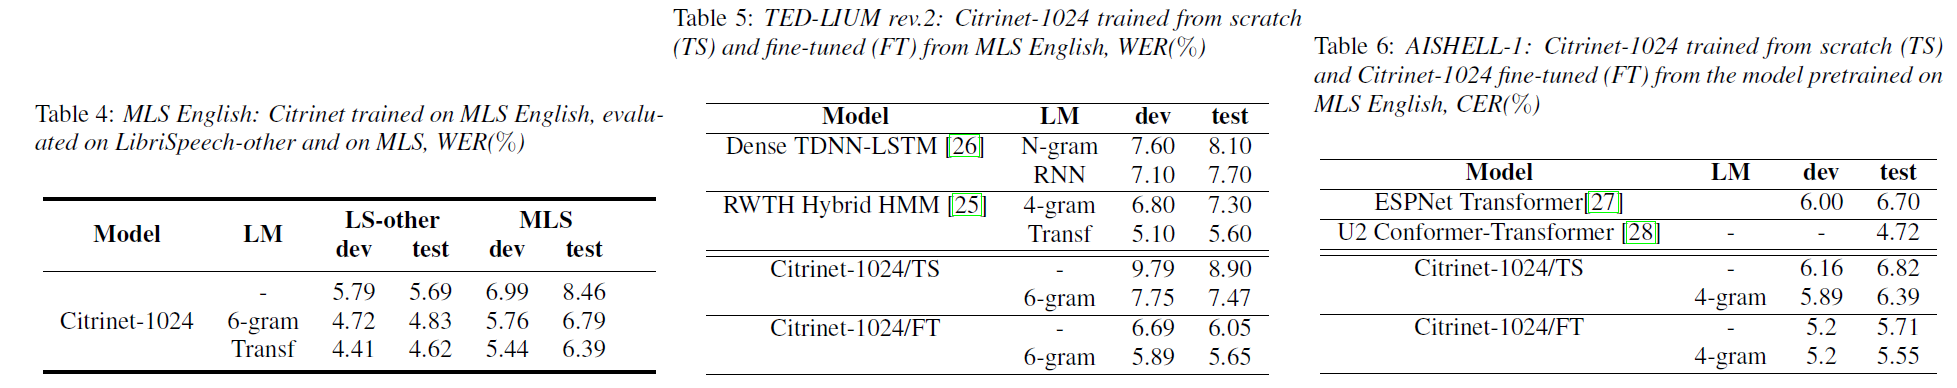 Table 4: MLS English: Citrinet trained on MLS English, evalu-
ated on LibriSpeech-other and on MLS, WER(%)
Model LM LS-other MLS
dev test dev test
- 5.79 5.69 6.99 8.46
Citrinet-1024 6-gram 4.72 4.83 5.76 6.79
Transf 4.41 4.62 5.44 6.39
Table 5: TED-LIUM rev.2: Citrinet-1024 trained from scratch
(TS) and fine-tuned (FT) from MLS English, WER(%)
Model LM dev test
Dense TDNN-LSTM [26] N-gram 7.60 8.10
RNN 7.10 7.70
RWTH Hybrid HMM [25] 4-gram 6.80 7.30
Transf 5.10 5.60
Citrinet-1024/TS - 9.79 8.90
6-gram 7.75 7.47
Citrinet-1024/FT - 6.69 6.05
6-gram 5.89 5.65
Table 6: AISHELL-1: Citrinet-1024 trained from scratch (TS)
and Citrinet-1024 fine-tuned (FT) from the model pretrained on
MLS English, CER(%)
Model LM dev test
ESPNet Transformer[27] 6.00 6.70
U2 Conformer-Transformer [28] - - 4.72
Citrinet-1024/TS - 6.16 6.82
4-gram 5.89 6.39
Citrinet-1024/FT - 5.2 5.71
4-gram 5.2 5.55